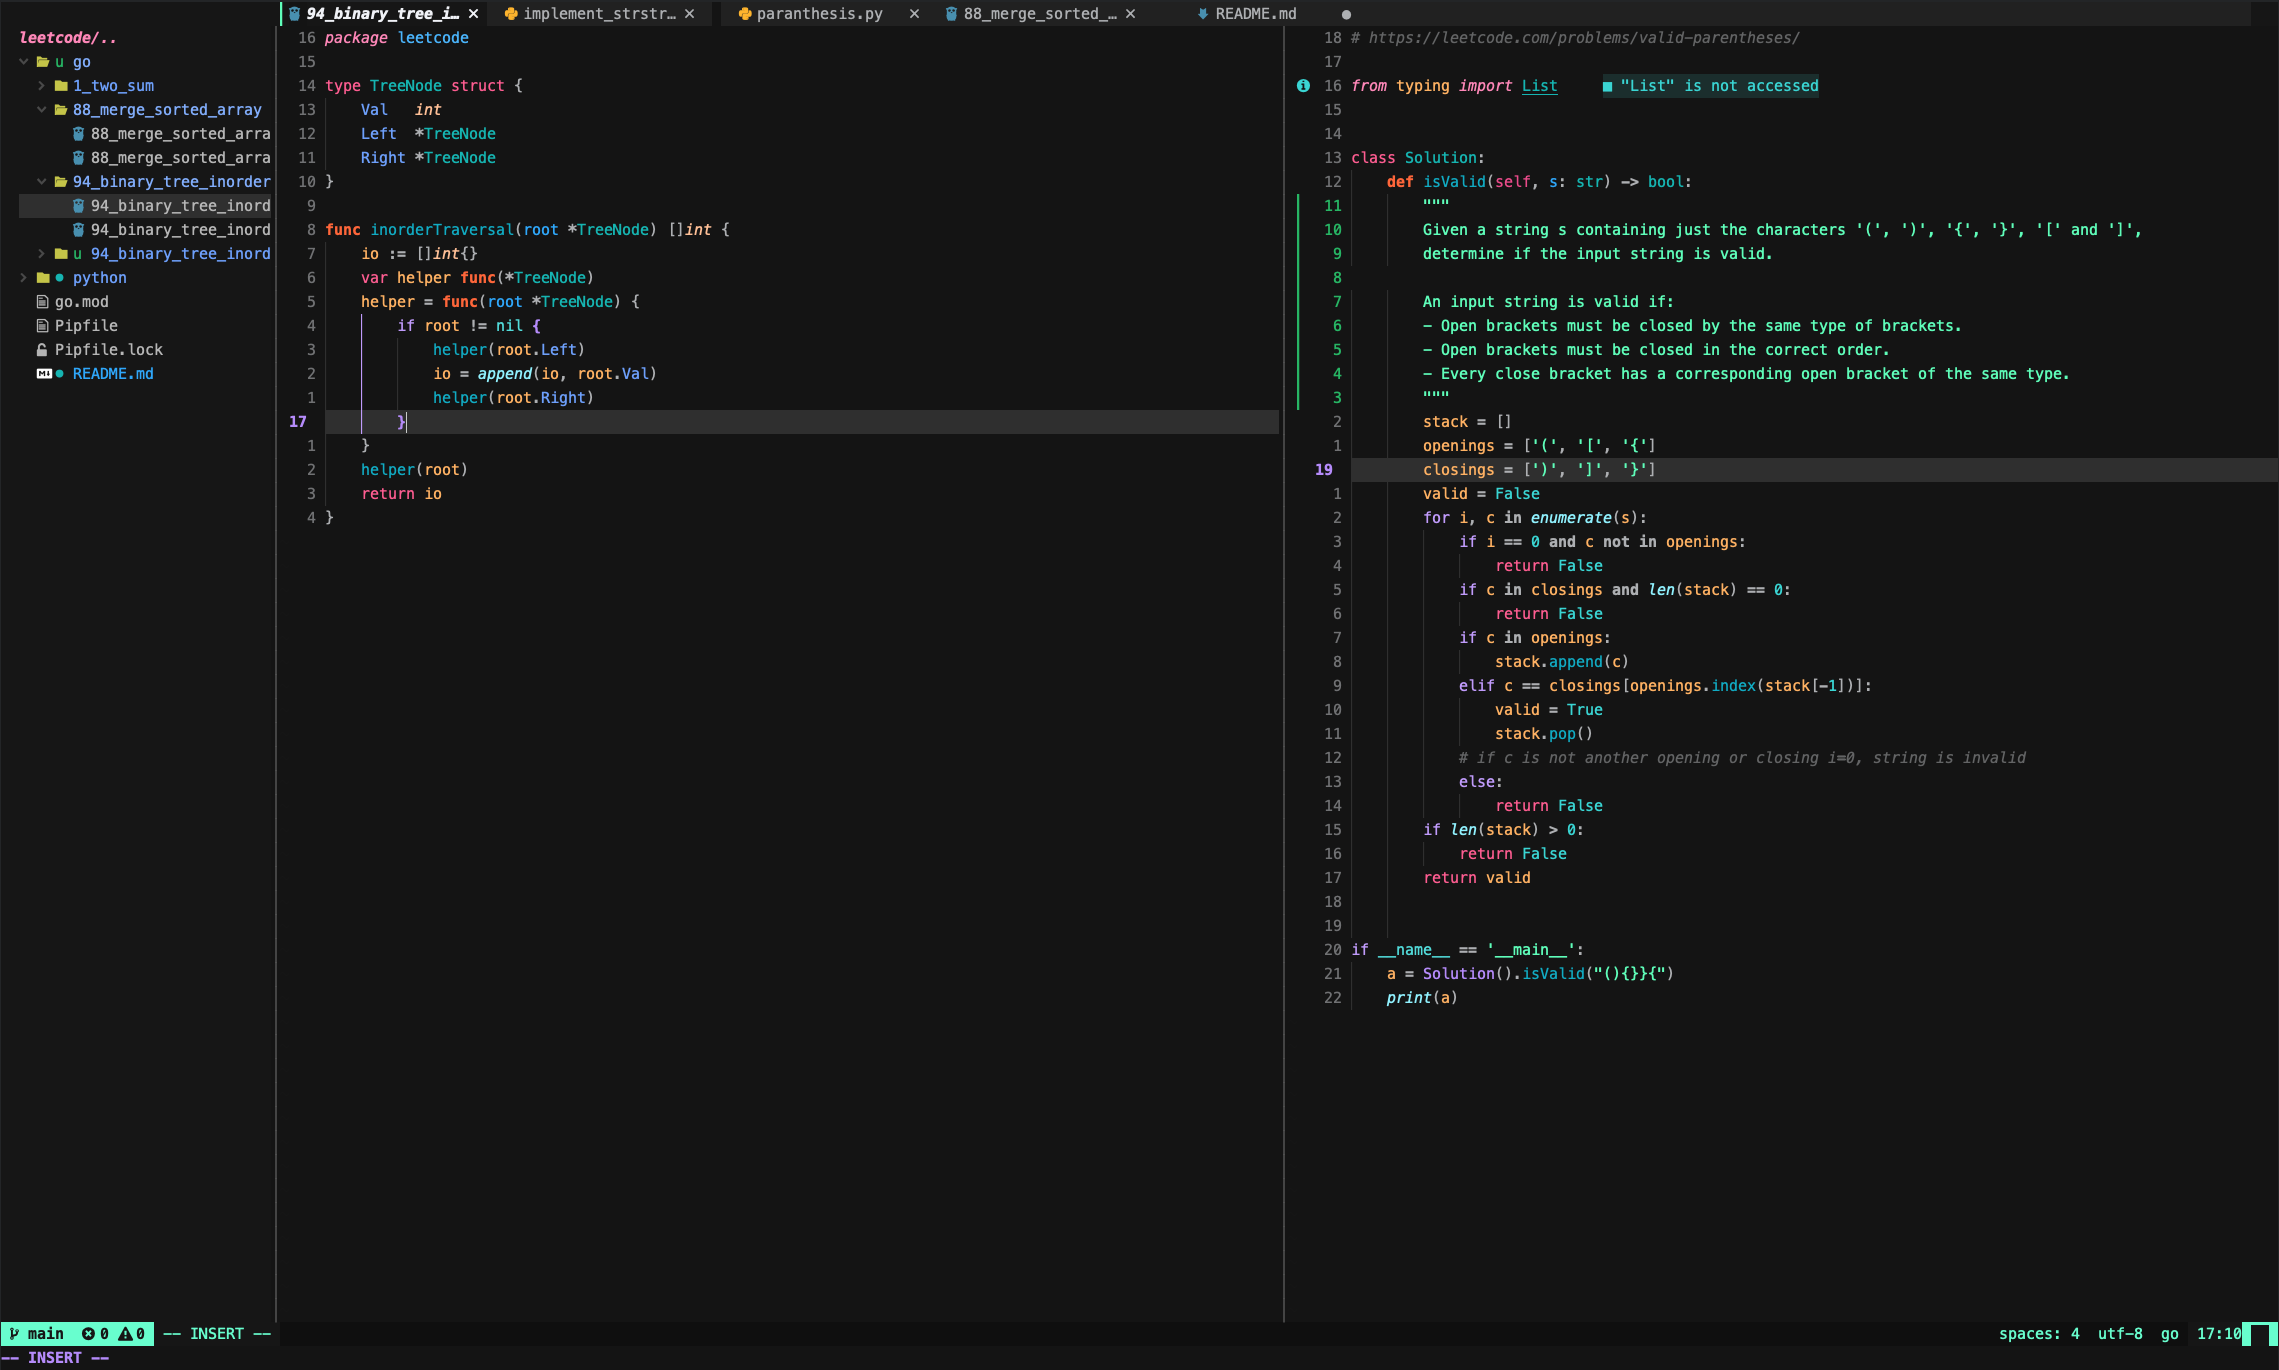 94_binary_tree_i… ✕ implement_strstr… ✕ paranthesis.py ✕ 88_merge_sorted_… ✕ README.md ●
leetcode/..
go
1_two_sum
88_merge_sorted_array
88_merge_sorted_arra
88_merge_sorted_arra
94_binary_tree_inorder
94_binary_tree_inord
94_binary_tree_inord
u 94_binary_tree_inord
python
go.mod
Pipfile
Pipfile.lock
README.md
16 package leetcode
15
14 type TreeNode struct {
13     Val   int
12     Left  *TreeNode
11     Right *TreeNode
10 }
9
8 func inorderTraversal(root *TreeNode) []int {
7     io := []int{}
6     var helper func(*TreeNode)
5     helper = func(root *TreeNode) {
4         if root != nil {
3             helper(root.Left)
2             io = append(io, root.Val)
1             helper(root.Right)
17         }
1     }
2     helper(root)
3     return io
4 }
18 # https://leetcode.com/problems/valid-parentheses/
17
16 from typing import List     ■ "List" is not accessed
15
14
13 class Solution:
12     def isValid(self, s: str) -> bool:
11         """
10         Given a string s containing just the characters '(', ')', '{', '}', '[' and ']',
9         determine if the input string is valid.
8
7         An input string is valid if:
6         - Open brackets must be closed by the same type of brackets.
5         - Open brackets must be closed in the correct order.
4         - Every close bracket has a corresponding open bracket of the same type.
3         """
2         stack = []
1         openings = ['(', '[', '{']
19         closings = [')', ']', '}']
1         valid = False
2         for i, c in enumerate(s):
3             if i == 0 and c not in openings:
4                 return False
5             if c in closings and len(stack) == 0:
6                 return False
7             if c in openings:
8                 stack.append(c)
9             elif c == closings[openings.index(stack[-1])]:
10                 valid = True
11                 stack.pop()
12             # if c is not another opening or closing i=0, string is invalid
13             else:
14                 return False
15         if len(stack) > 0:
16             return False
17         return valid
18
19
20 if __name__ == '__main__':
21     a = Solution().isValid("(){}}{")
22     print(a)
main 0 0 -- INSERT -- spaces: 4 utf-8 go 17:10
-- INSERT --